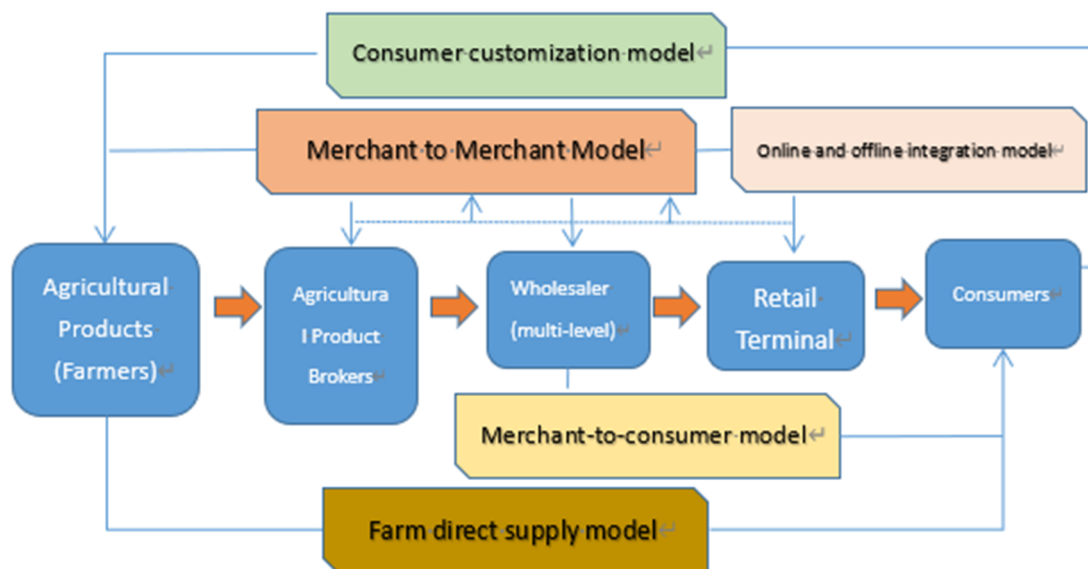 Consumer customization model
Merchant to Merchant Model
Online and offline integration model
Agricultural
Products
(Farmers)
Agricultura
l Product
Brokers
Wholesaler
(multi-level)
Retail
Terminal
Consumers
Merchant-to-consumer model
Farm direct supply model